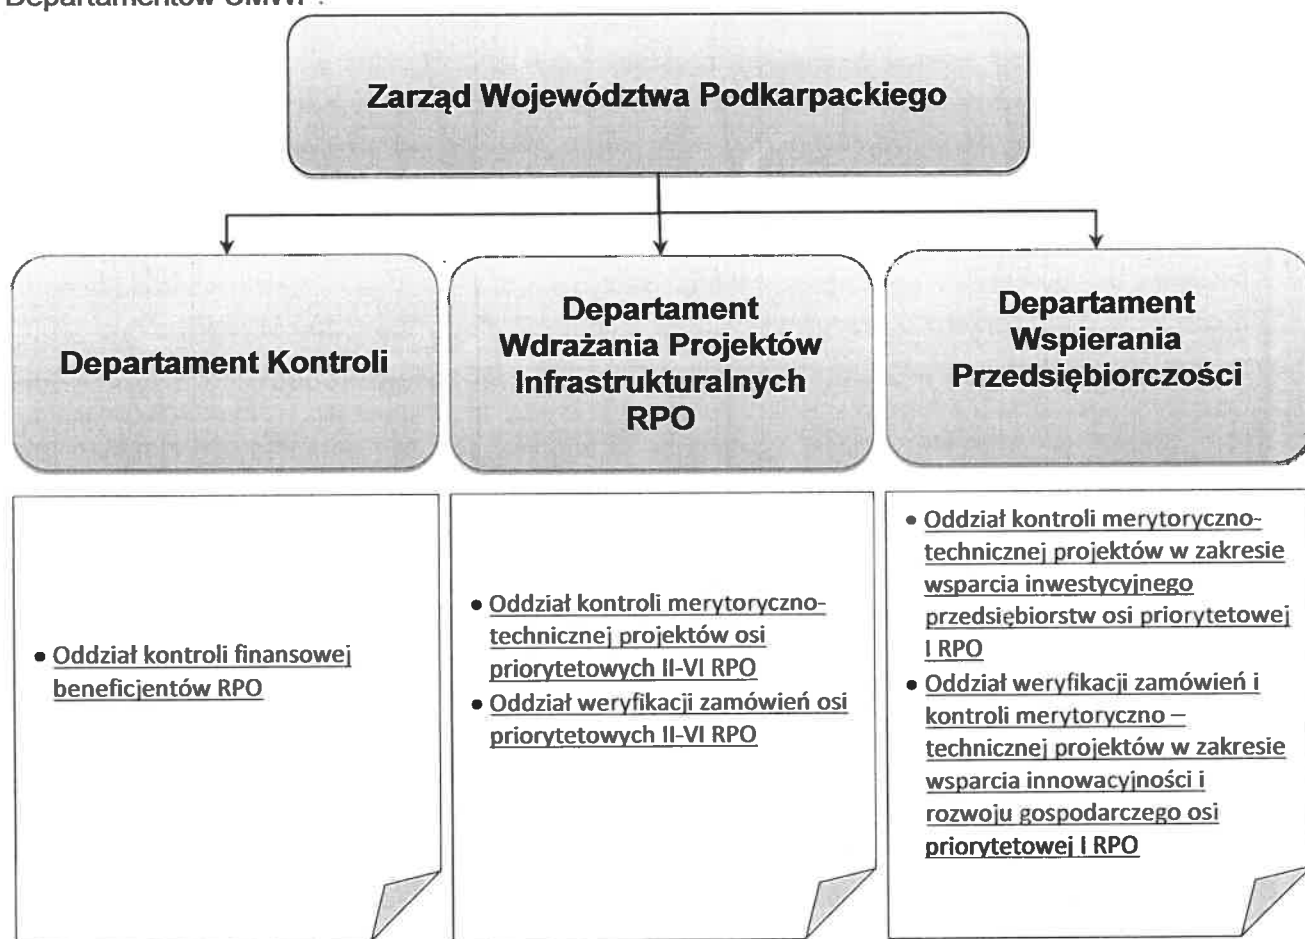 Departamentów UMWP.
Zarząd Województwa Podkarpackiego
Departament Kontroli
Departament
Wdrażania Projektów
Infrastrukturalnych
RPO
Departament
Wspierania
Przedsiębiorczości
• Oddział kontroli finansowej
beneficjentów RPO
• Oddział kontroli merytoryczno-
technicznej projektów osi
priorytetowych II-VI RPO
• Oddział weryfikacji zamówień osi
priorytetowych II-VI RPO
• Oddział kontroli merytoryczno-
technicznej projektów w zakresie
wsparcia inwestycyjnego
przedsiębiorstw osi priorytetowej
I RPO
• Oddział weryfikacji zamówień i
kontroli merytoryczno –
technicznej projektów w zakresie
wsparcia innowacyjności i
rozwoju gospodarczego osi
priorytetowej I RPO